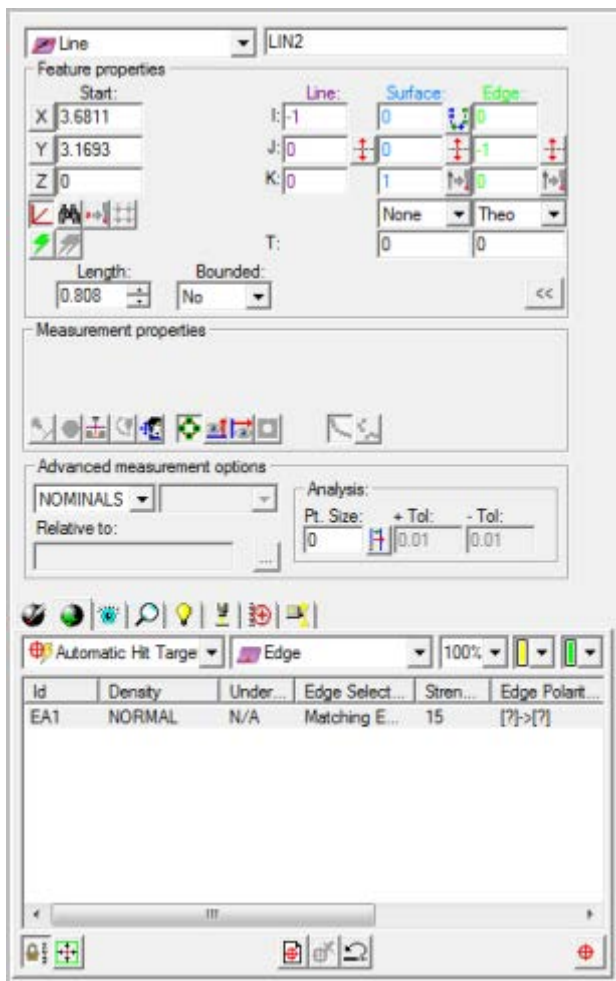 Line LIN2
Feature properties
Start: Line: Surface: Edge:
X 3.6811 I: -1 0 0
Y 3.1693 J: 0 0 -1
Z 0 K: 0 1 0
None Theo
T: 0 0
Length: Bounded:
0.808 No <<
Measurement properties
Advanced measurement options
NOMINALS Analysis:
Pt. Size: + Tol: - Tol:
Relative to: 0 0.01 0.01
...
Automatic Hit Targe Edge 100%
Id Density Under... Edge Select... Stren... Edge Polarit
EA1 NORMAL N/A Matching E... 15 [?]->[?]